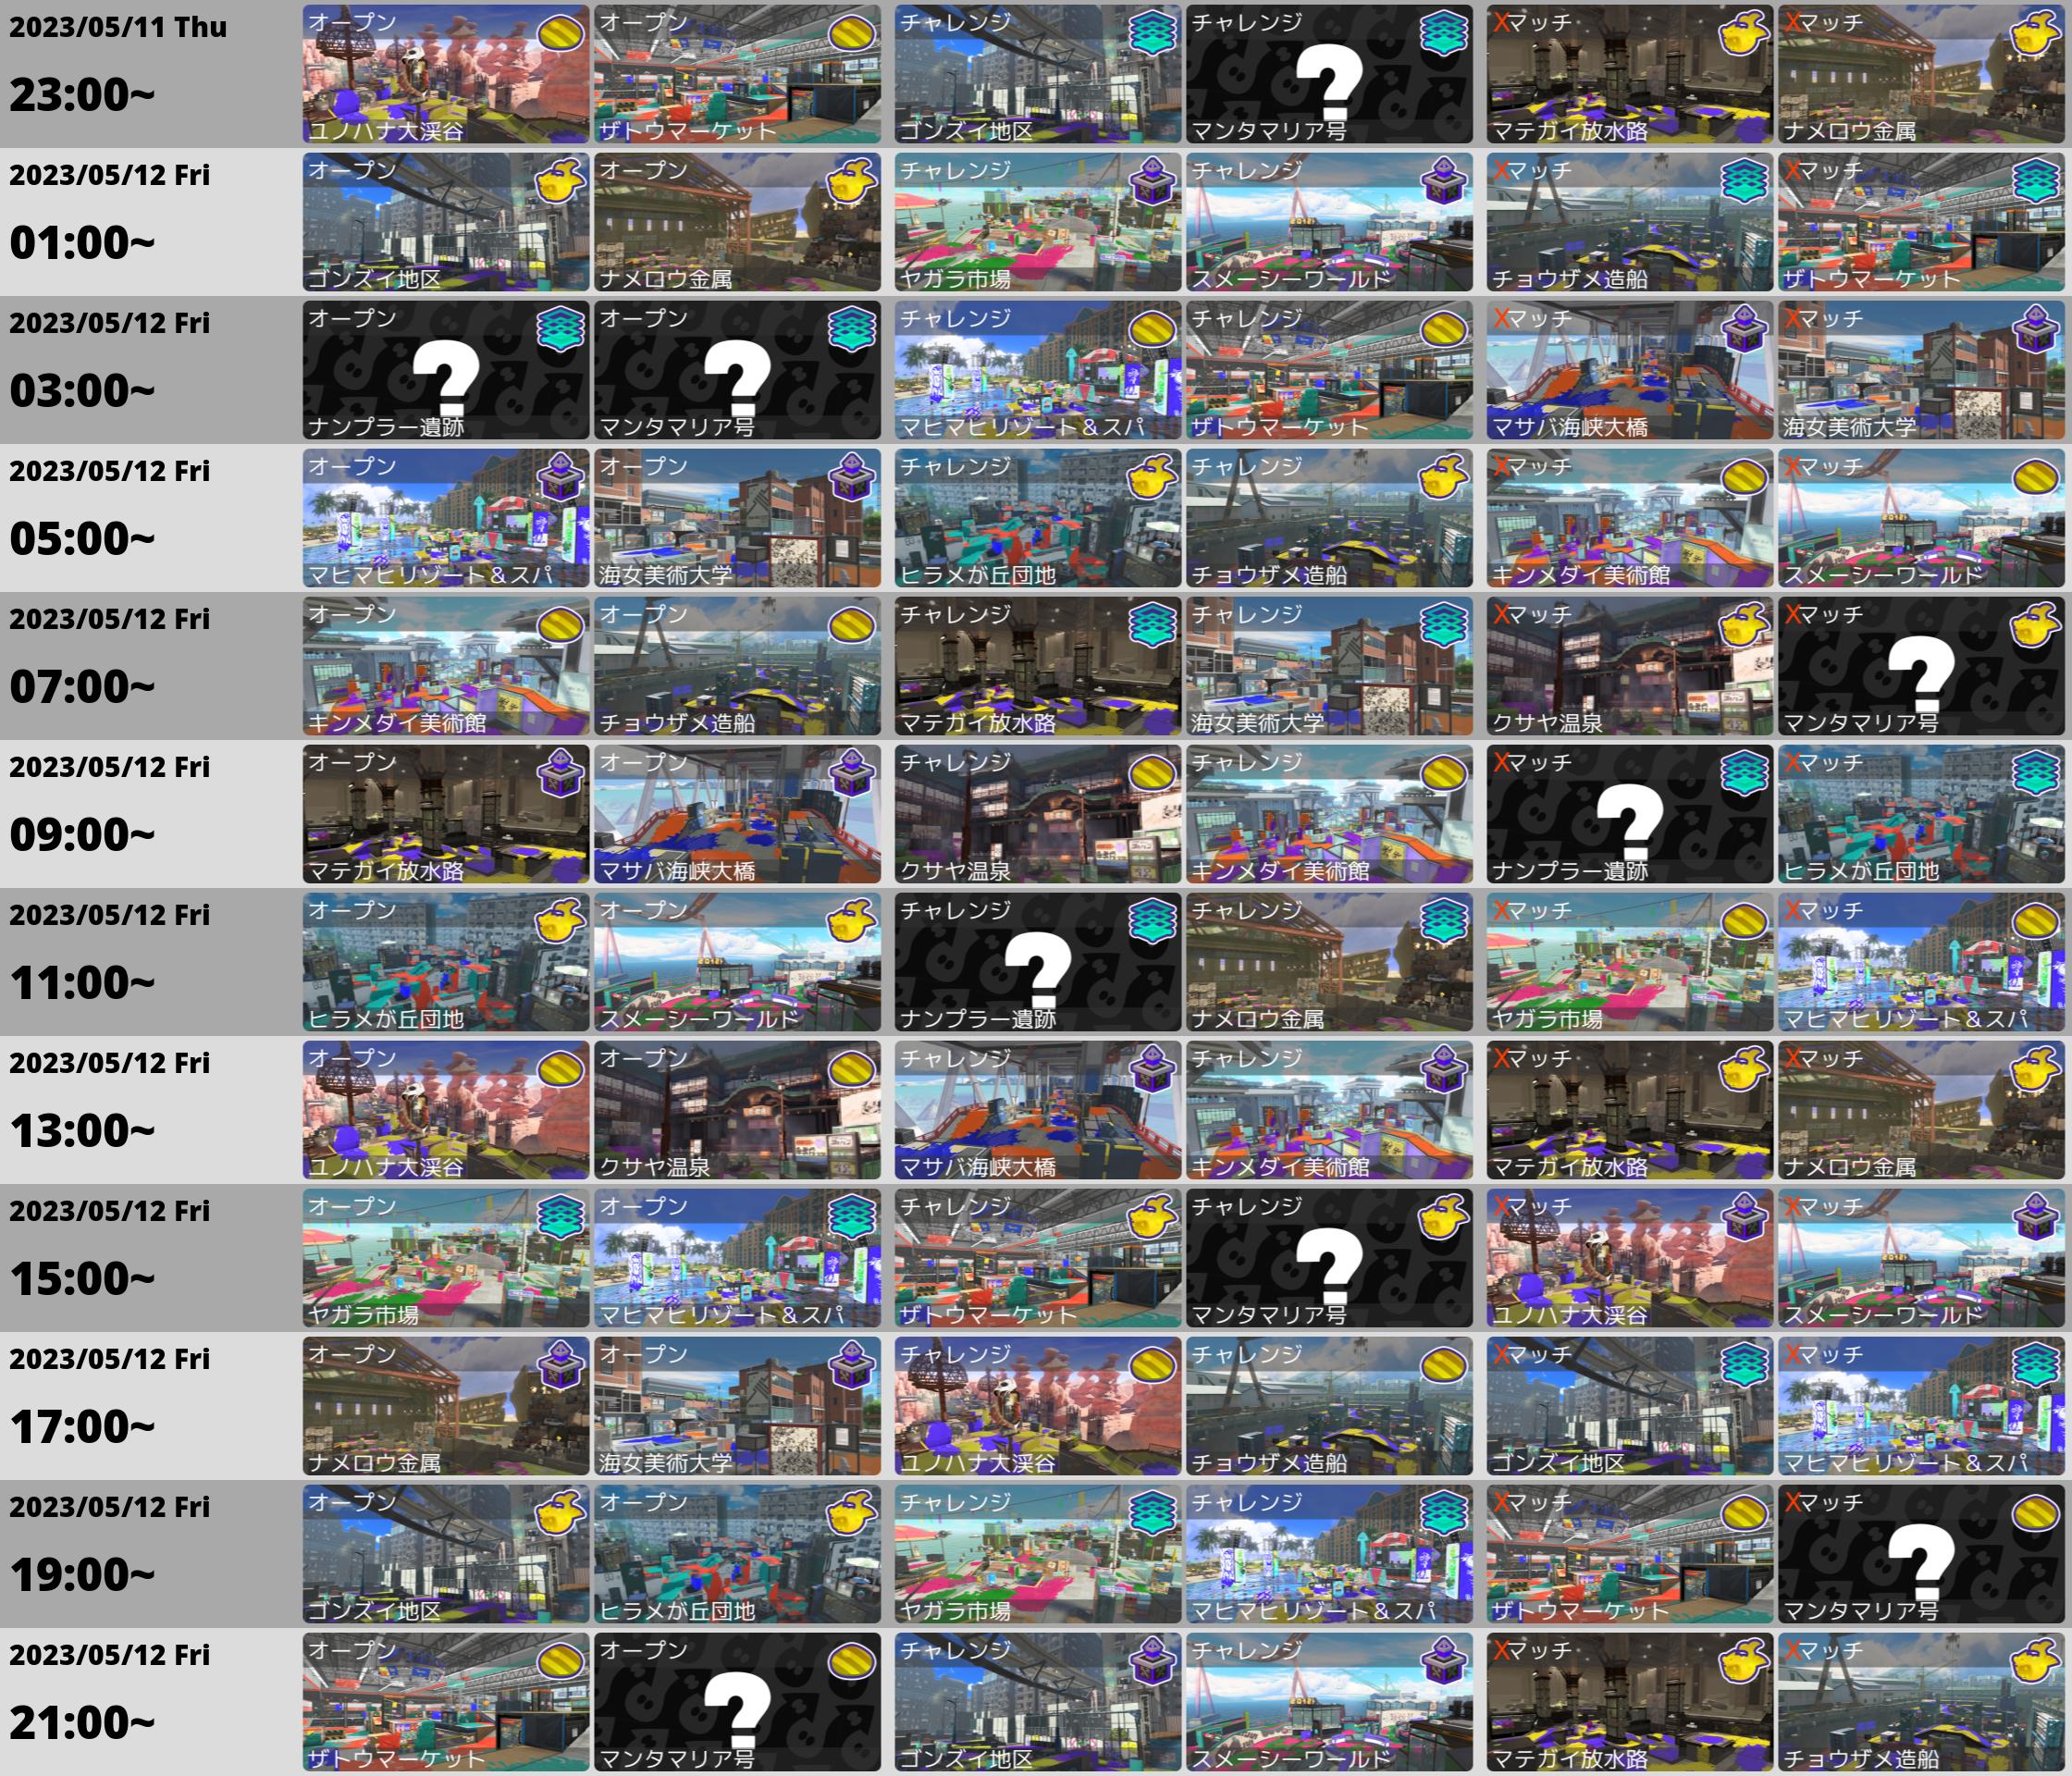 2023/05/11 Thu
23:00~
オープン オープン チャレンジ チャレンジ Xマッチ Xマッチ
ユノハナ大渓谷 ザトウマーケット ゴンズイ地区 マンタマリア号 マテガイ放水路 ナメロウ金属
2023/05/12 Fri
01:00~
オープン オープン チャレンジ チャレンジ Xマッチ Xマッチ
ゴンズイ地区 ナメロウ金属 ヤガラ市場 スメーシーワールド チョウザメ造船 ザトウマーケット
2023/05/12 Fri
03:00~
オープン オープン チャレンジ チャレンジ Xマッチ Xマッチ
ナンプラー遺跡 マンタマリア号 マヒマヒリゾート&スパ ザトウマーケット マサバ海峡大橋 海女美術大学
2023/05/12 Fri
05:00~
オープン オープン チャレンジ チャレンジ Xマッチ Xマッチ
マヒマヒリゾート&スパ 海女美術大学 ヒラメが丘団地 チョウザメ造船 キンメダイ美術館 スメーシーワールド
2023/05/12 Fri
07:00~
オープン オープン チャレンジ チャレンジ Xマッチ Xマッチ
キンメダイ美術館 チョウザメ造船 マテガイ放水路 海女美術大学 クサヤ温泉 マンタマリア号
2023/05/12 Fri
09:00~
オープン オープン チャレンジ チャレンジ Xマッチ Xマッチ
マテガイ放水路 マサバ海峡大橋 クサヤ温泉 キンメダイ美術館 ナンプラー遺跡 ヒラメが丘団地
2023/05/12 Fri
11:00~
オープン オープン チャレンジ チャレンジ Xマッチ Xマッチ
ヒラメが丘団地 スメーシーワールド ナンプラー遺跡 ナメロウ金属 ヤガラ市場 マヒマヒリゾート&スパ
2023/05/12 Fri
13:00~
オープン オープン チャレンジ チャレンジ Xマッチ Xマッチ
ユノハナ大渓谷 クサヤ温泉 マサバ海峡大橋 キンメダイ美術館 マテガイ放水路 ナメロウ金属
2023/05/12 Fri
15:00~
オープン オープン チャレンジ チャレンジ Xマッチ Xマッチ
ヤガラ市場 マヒマヒリゾート&スパ ザトウマーケット マンタマリア号 ユノハナ大渓谷 スメーシーワールド
2023/05/12 Fri
17:00~
オープン オープン チャレンジ チャレンジ Xマッチ Xマッチ
ナメロウ金属 海女美術大学 ユノハナ大渓谷 チョウザメ造船 ゴンズイ地区 マヒマヒリゾート&スパ
2023/05/12 Fri
19:00~
オープン オープン チャレンジ チャレンジ Xマッチ Xマッチ
ゴンズイ地区 ヒラメが丘団地 ヤガラ市場 マヒマヒリゾート&スパ ザトウマーケット マンタマリア号
2023/05/12 Fri
21:00~
オープン オープン チャレンジ チャレンジ Xマッチ Xマッチ
ザトウマーケット マンタマリア号 ゴンズイ地区 スメーシーワールド マテガイ放水路 チョウザメ造船